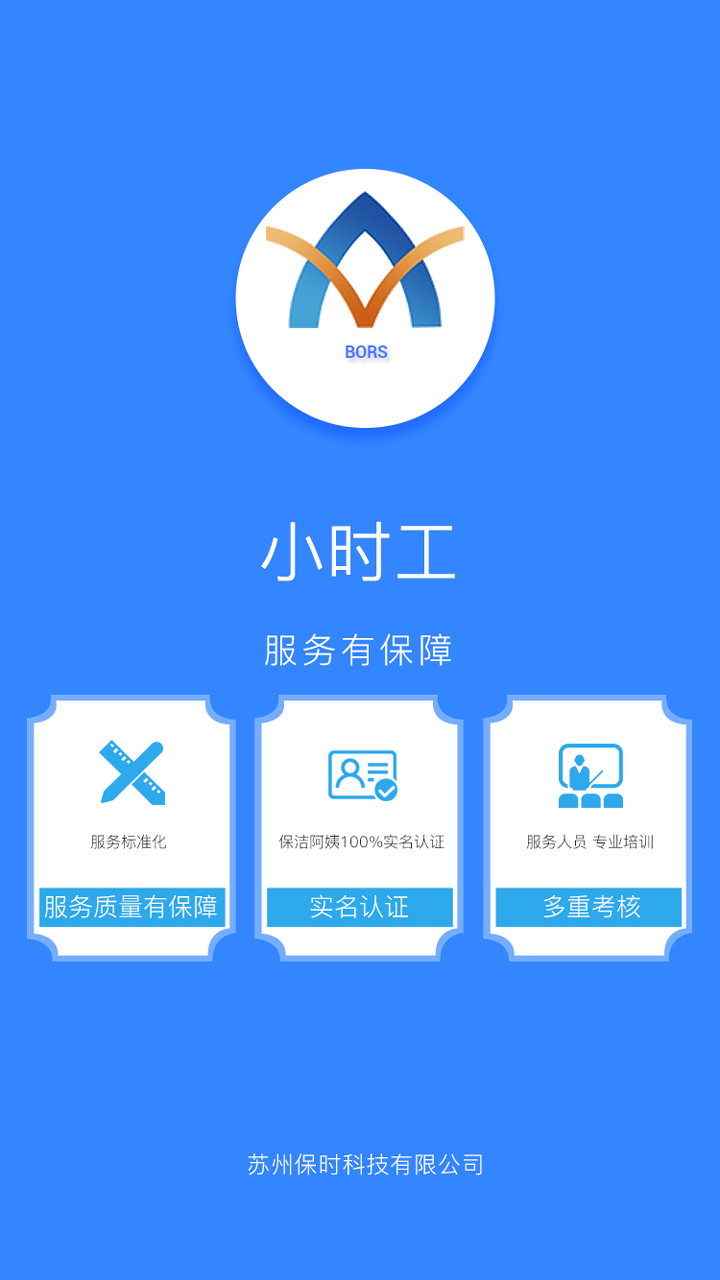 BORS
小时工
服务有保障
服务标准化
服务质量有保障
保洁阿姨100%实名认证
实名认证
服务人员 专业培训
多重考核
苏州保时科技有限公司